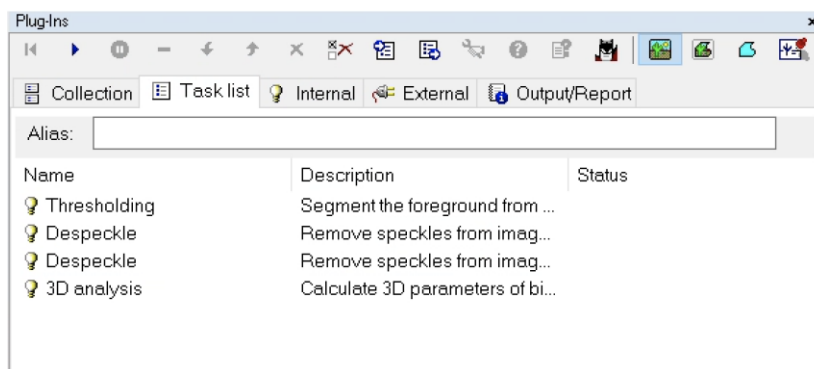 Plug-Ins
Collection Task list Internal External Output/Report
Alias:
Name Description Status
Thresholding Segment the foreground from ...
Despeckle Remove speckles from imag...
Despeckle Remove speckles from imag...
3D analysis Calculate 3D parameters of bi...